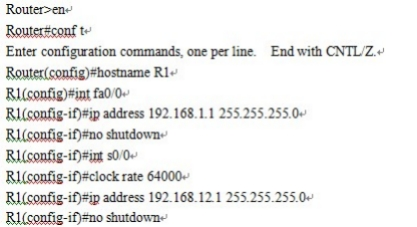 Router>en
Router#conf t
Enter configuration commands, one per line.    End with CNTL/Z.
Router(config)#hostname R1
R1(config)#int fa0/0
R1(config-if)#ip address 192.168.1.1 255.255.255.0
R1(config-if)#no shutdown
R1(config-if)#int s0/0
R1(config-if)#clock rate 64000
R1(config-if)#ip address 192.168.12.1 255.255.255.0
R1(config-if)#no shutdown